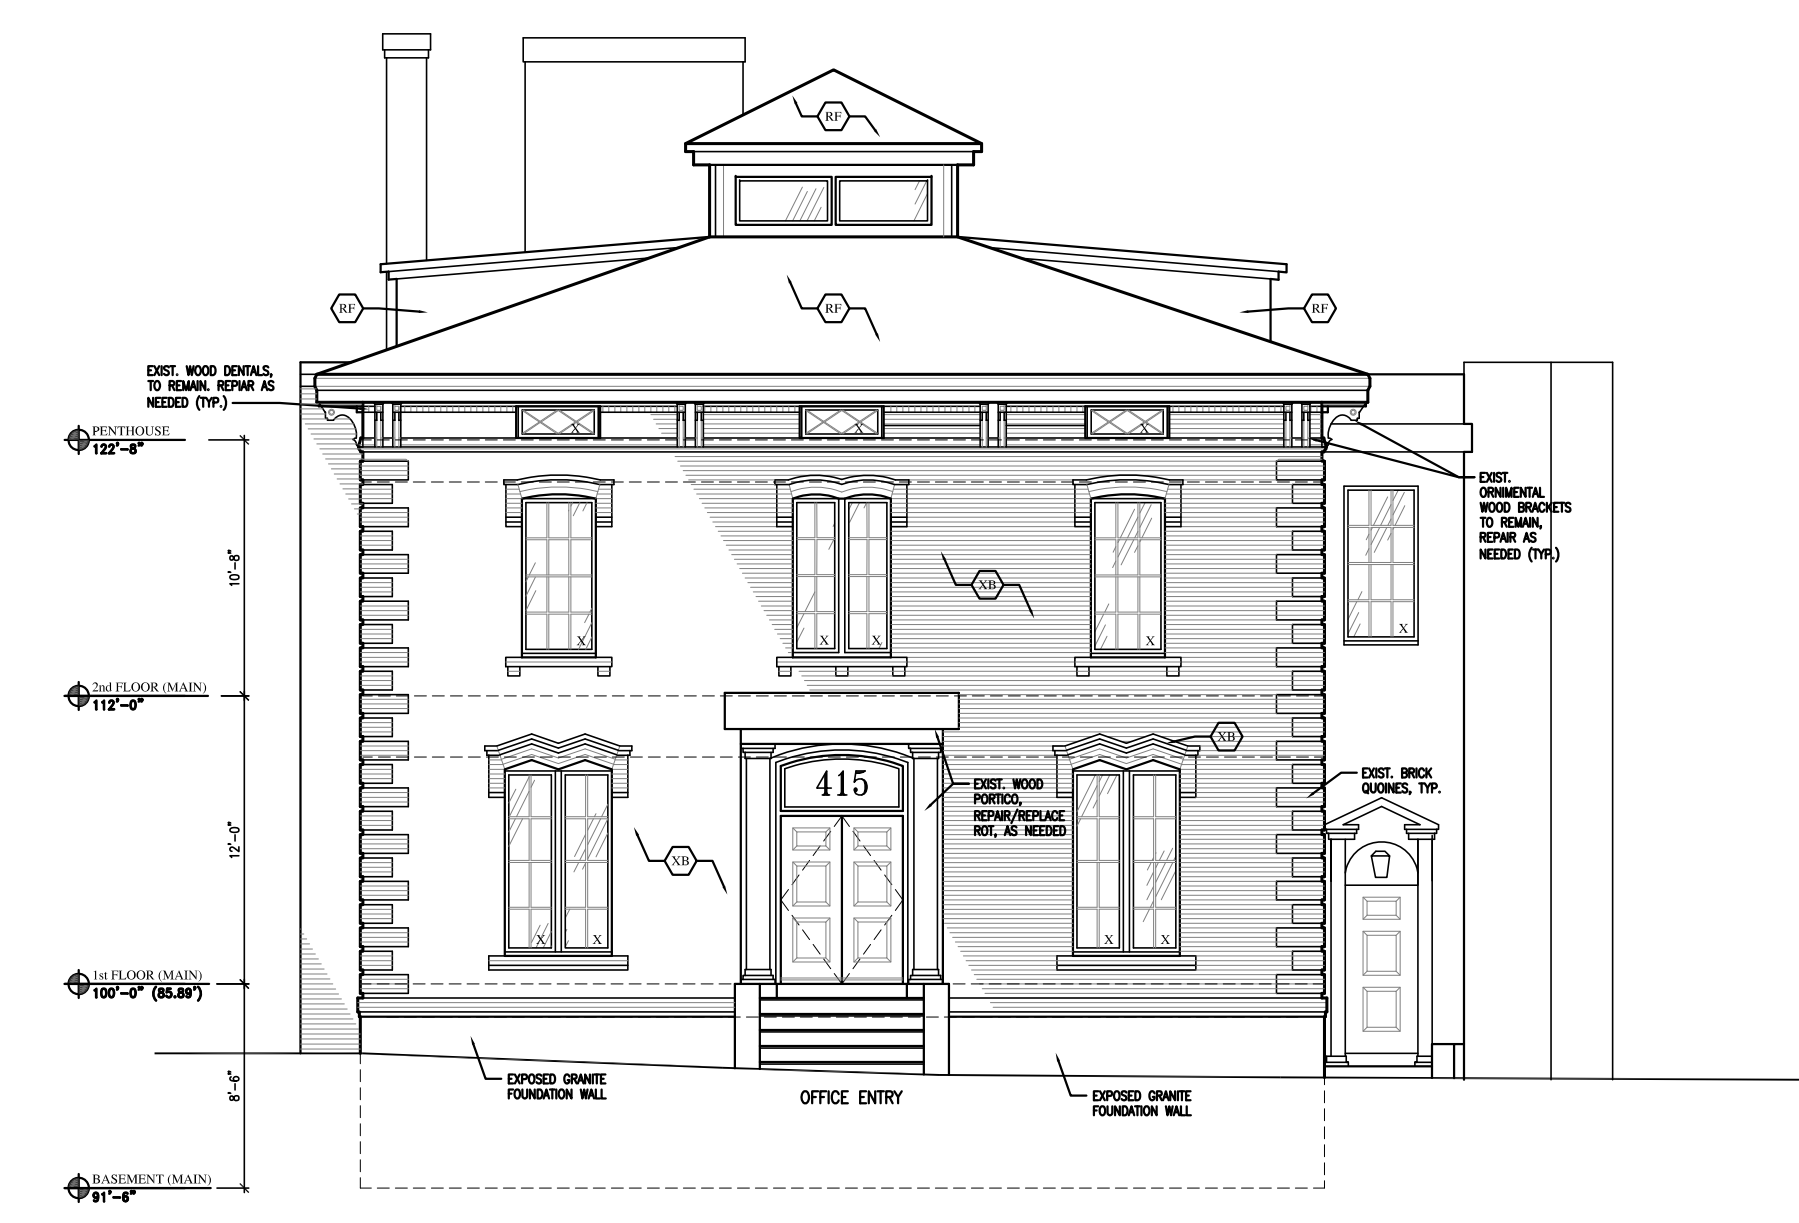 RF
RF
RF
RF
EXIST. WOOD DENTALS,
TO REMAIN. REPIAR AS
NEEDED (TYP.)
PENTHOUSE
122'-8"
X
X
X
EXIST.
ORNIMENTAL
WOOD BRACKETS
TO REMAIN,
REPAIR AS
NEEDED (TYP.)
10'-8"
XB
X
X
X
X
X
2nd FLOOR (MAIN)
112'-0"
XB
EXIST. BRICK
QUOINES, TYP.
415
EXIST. WOOD
PORTICO,
REPAIR/REPLACE
ROT, AS NEEDED
12'-0"
XB
X
X
X
X
1st FLOOR (MAIN)
100'-0" (85.89')
8'-6"
EXPOSED GRANITE
FOUNDATION WALL
OFFICE ENTRY
EXPOSED GRANITE
FOUNDATION WALL
BASEMENT (MAIN)
91'-6"